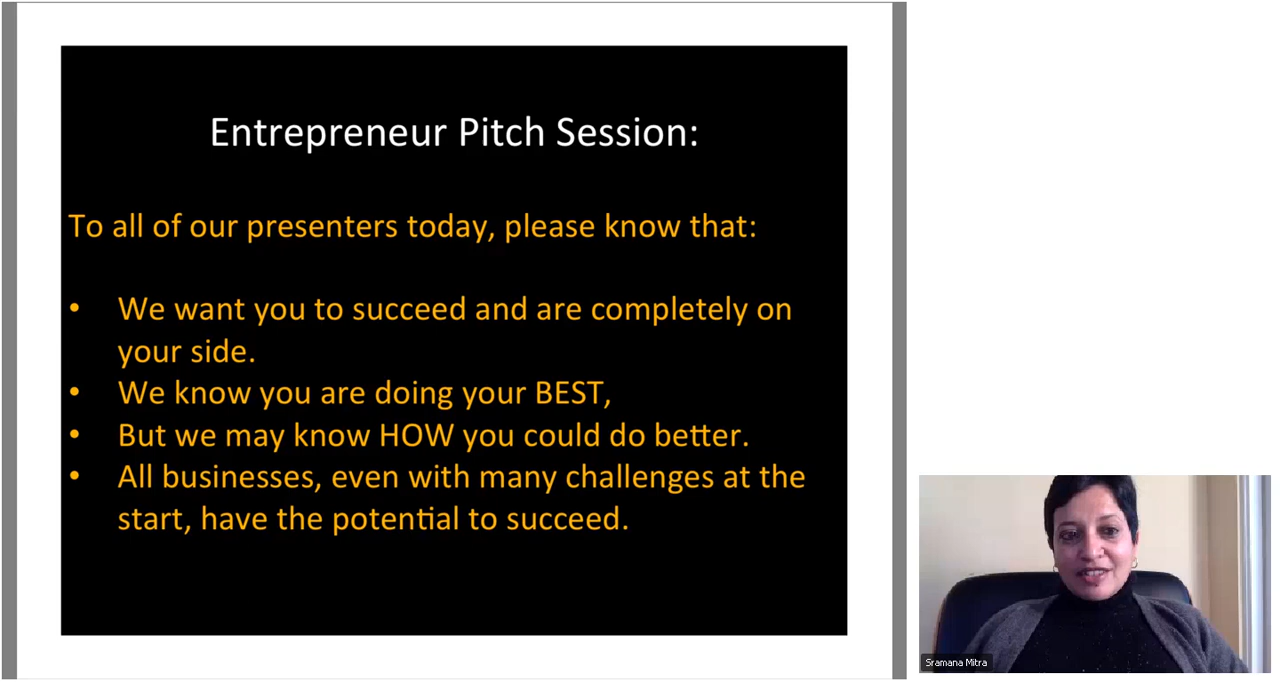 Entrepreneur Pitch Session:
To all of our presenters today, please know that:
• We want you to succeed and are completely on
your side.
• We know you are doing your BEST,
• But we may know HOW you could do better.
• All businesses, even with many challenges at the
start, have the potential to succeed.
Sramana Mitra